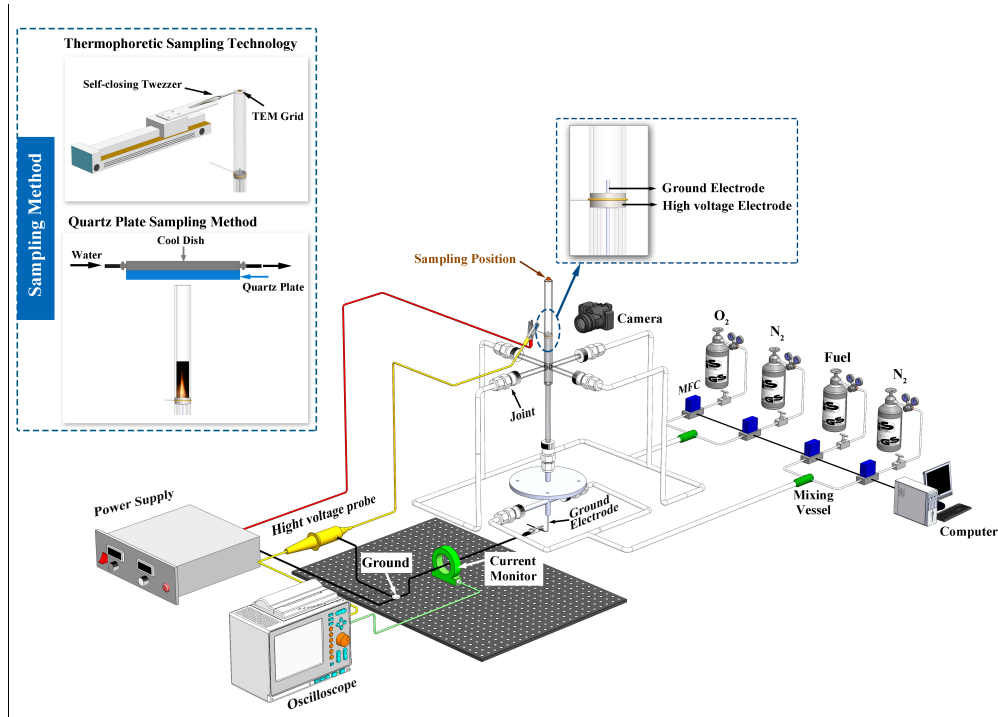 Thermophoretic Sampling Technology
Self-closing Twezzer
TEM Grid
Sampling Method
Quartz Plate Sampling Method
Cool Dish
Water
Quartz Plate
Ground Electrode
High voltage Electrode
Sampling Position
Camera
O2
N2
Fuel
N2
MFC
Joint
Mixing
Vessel
Computer
Ground
Electrode
Power Supply
Hight voltage probe
Ground
Current
Monitor
Oscilloscope